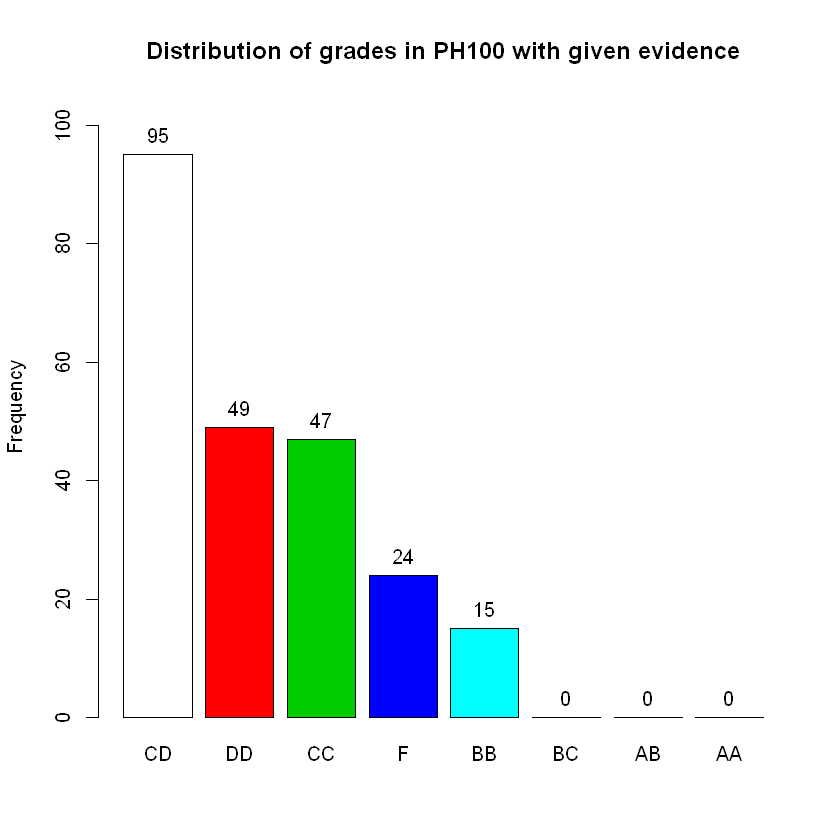 Distribution of grades in PH100 with given evidence
Frequency
100
80
60
40
20
0
95
49
47
24
15
0
0
0
CD
DD
CC
F
BB
BC
AB
AA